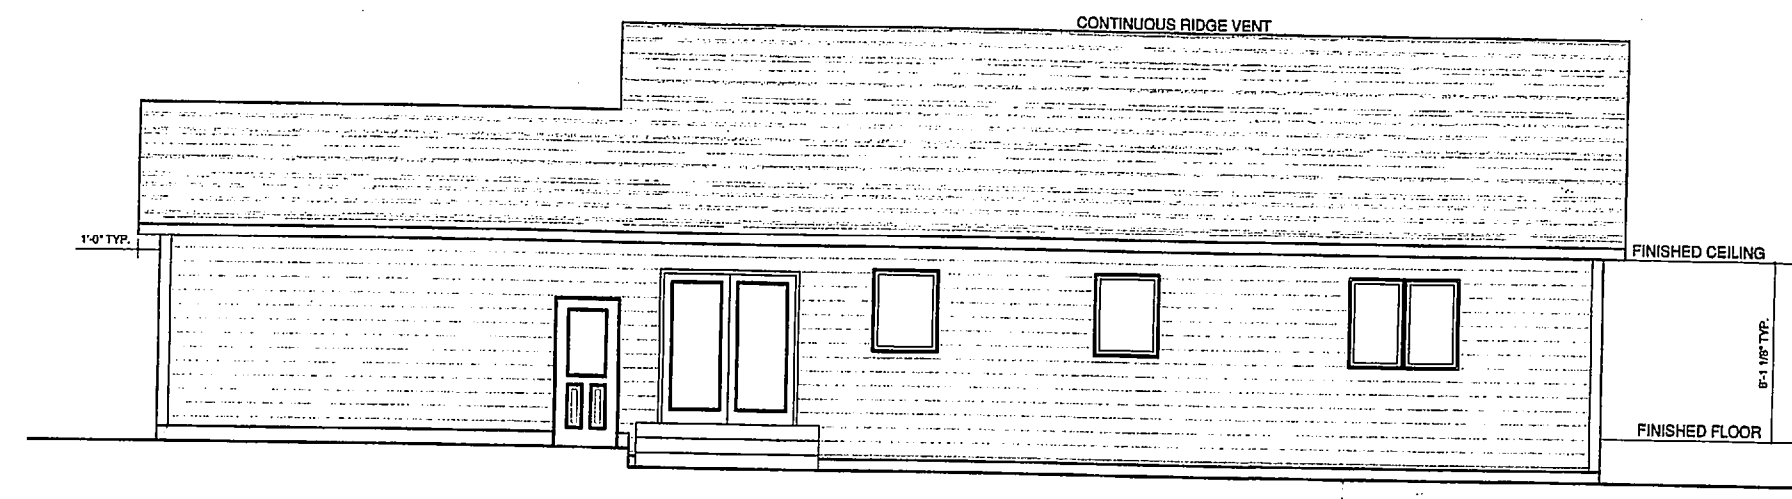 CONTINUOUS RIDGE VENT
1'-0" TYP.
FINISHED CEILING
8'-1 1/8" TYP.
FINISHED FLOOR